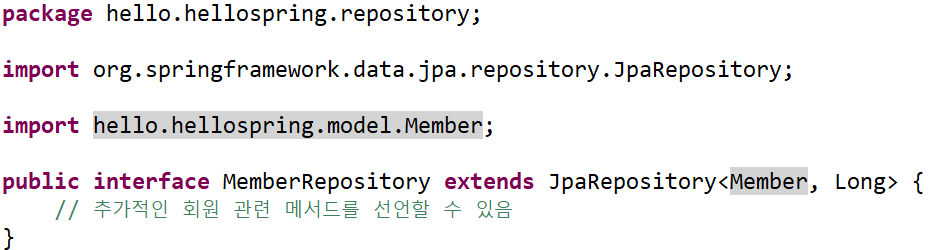 package hello.hellospring.repository;
import org.springframework.data.jpa.repository.JpaRepository;
import hello.hellospring.model.Member;
public interface MemberRepository extends JpaRepository<Member, Long> {
    // 추가적인 회원 관련 메서드를 선언할 수 있음
}